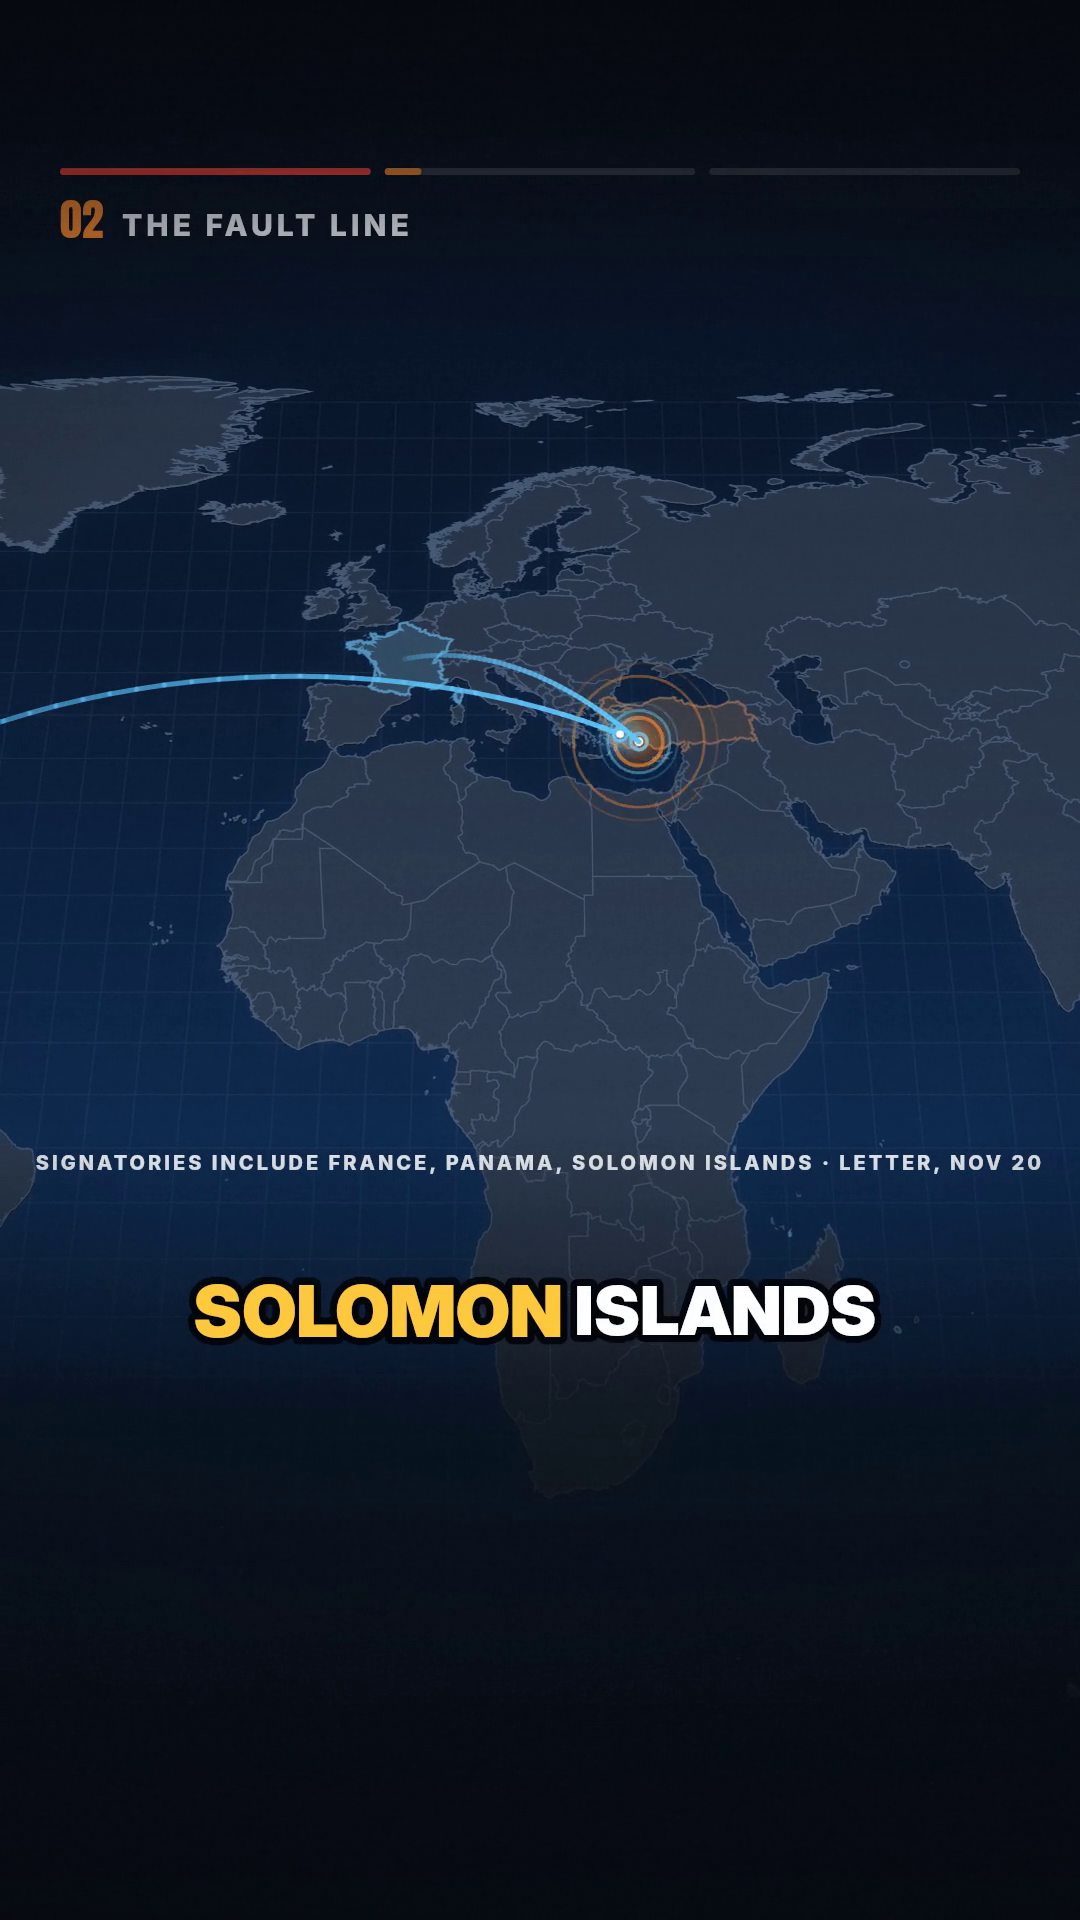 02 THE FAULT LINE
SIGNATORIES INCLUDE FRANCE, PANAMA, SOLOMON ISLANDS · LETTER, NOV 20
SOLOMON ISLANDS